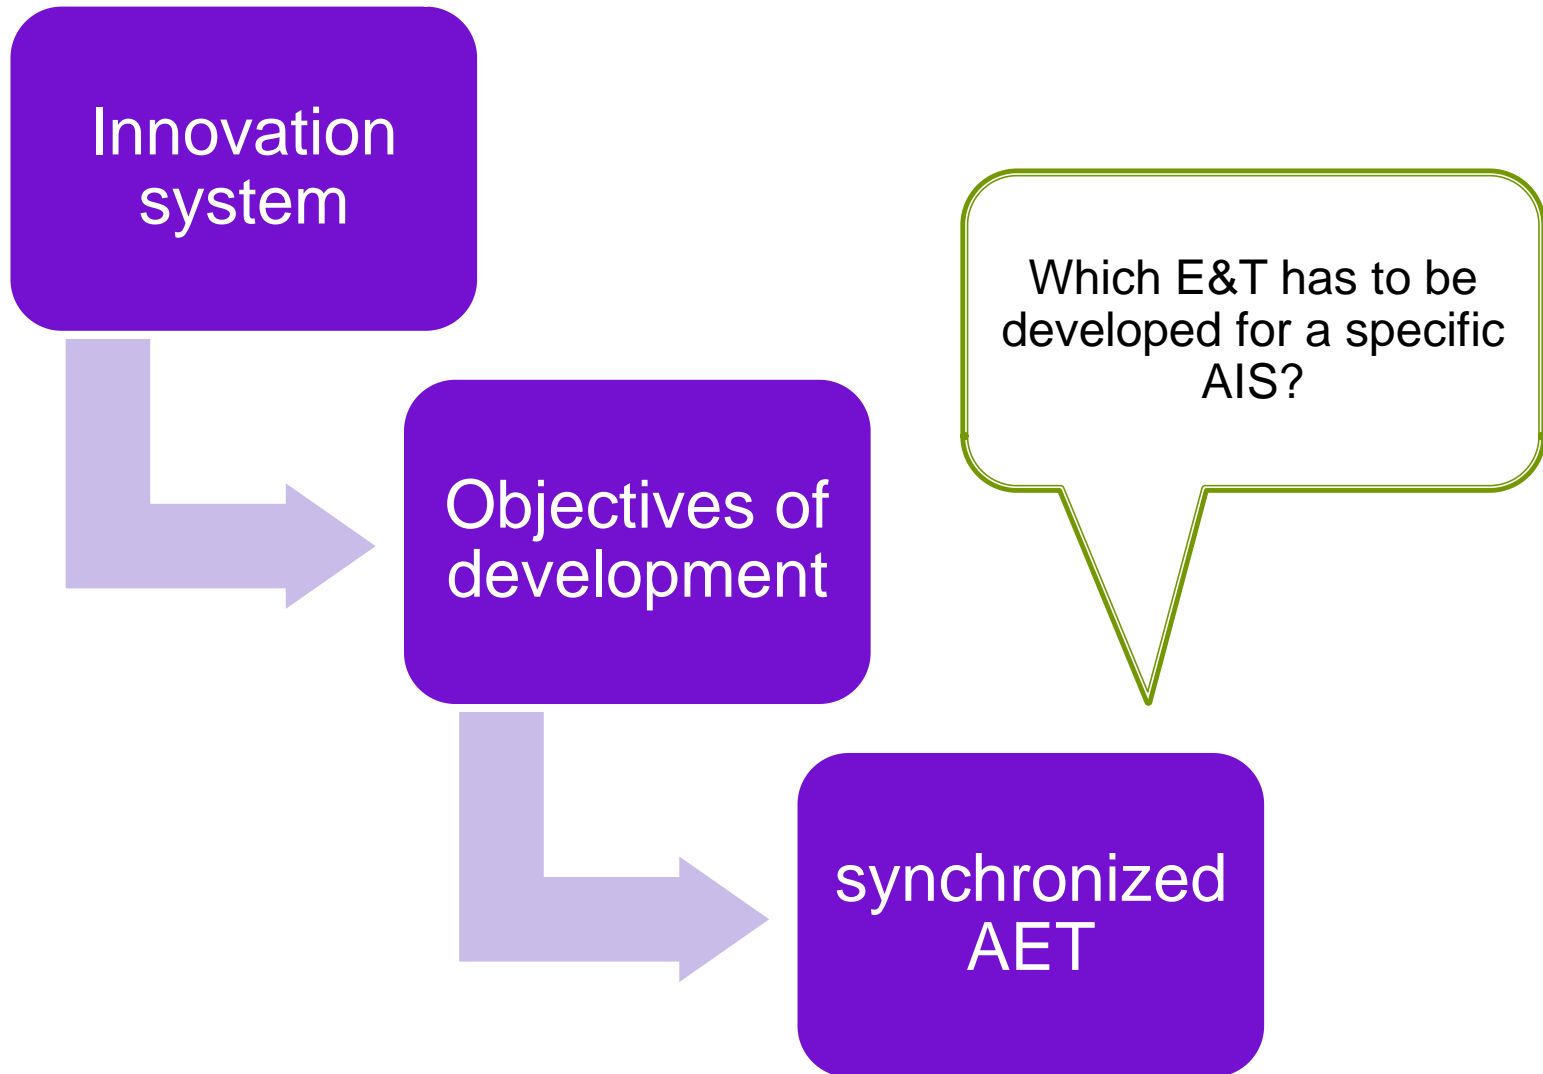 Innovation
system
Which E&T has to be
developed for a specific
AIS?
Objectives of
development
synchronized
AET